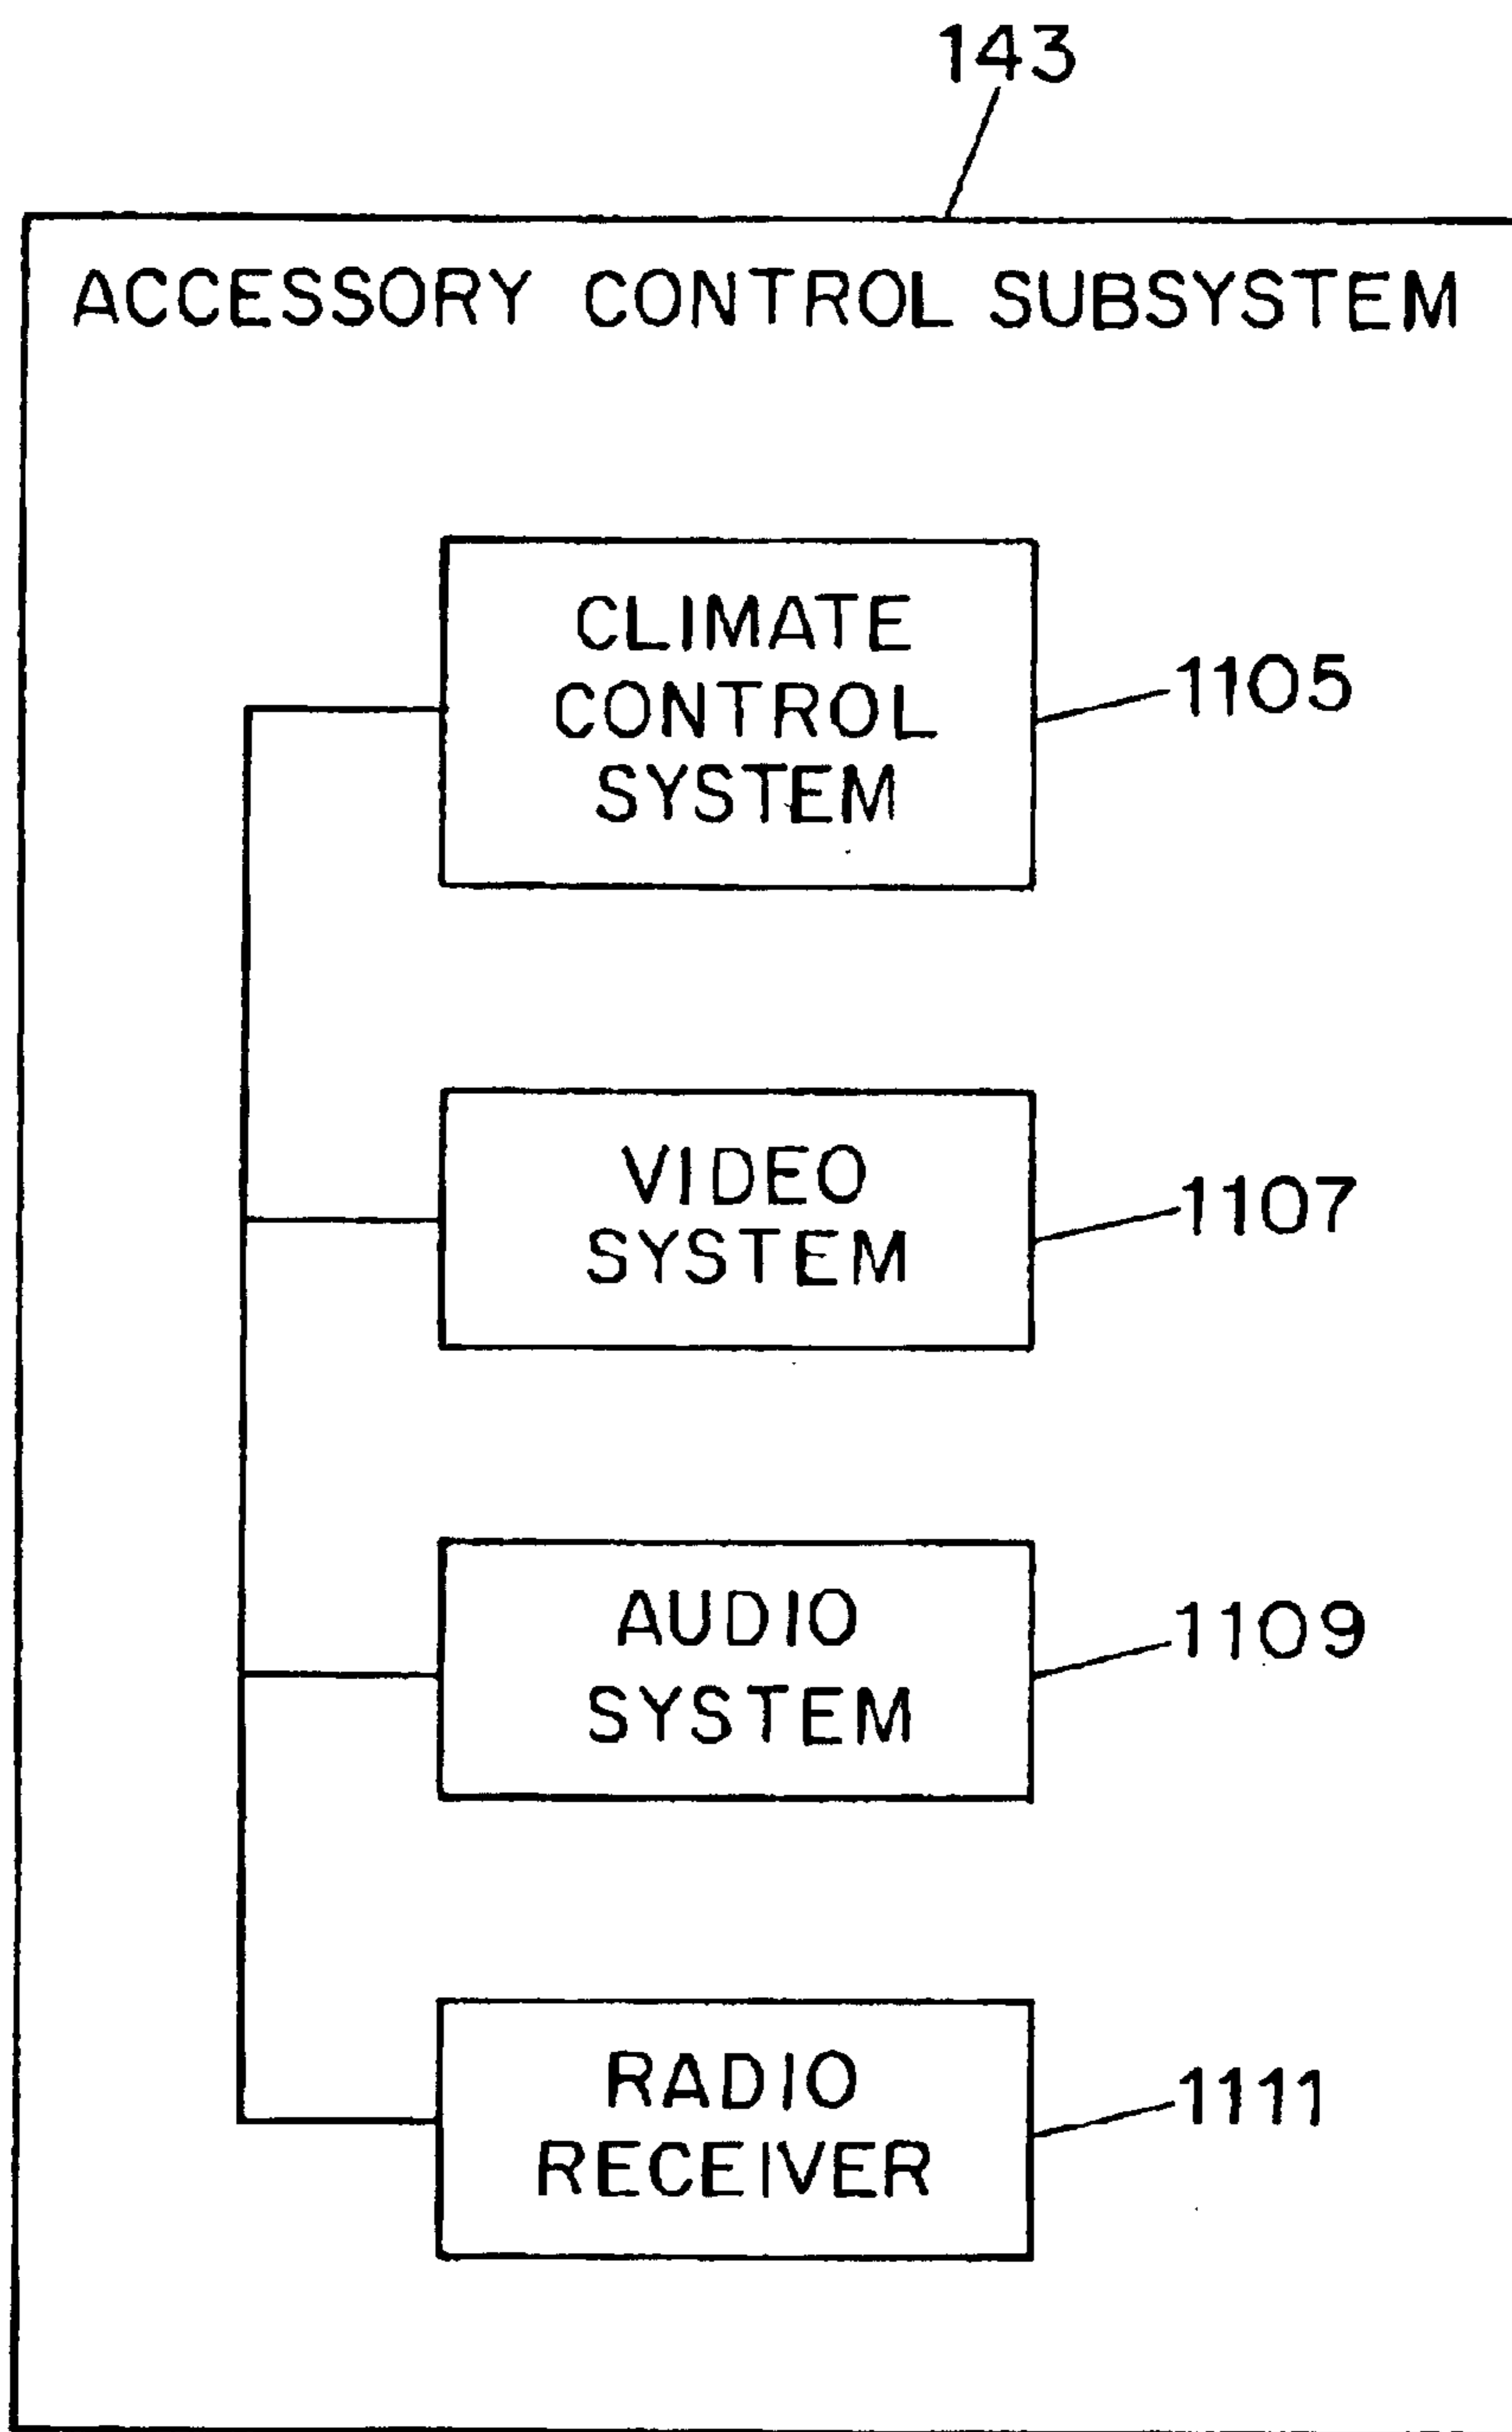 143
ACCESSORY CONTROL SUBSYSTEM
CLIMATE
CONTROL
SYSTEM
1105
VIDEO
SYSTEM
1107
AUDIO
SYSTEM
1109
RADIO
RECEIVER
1111